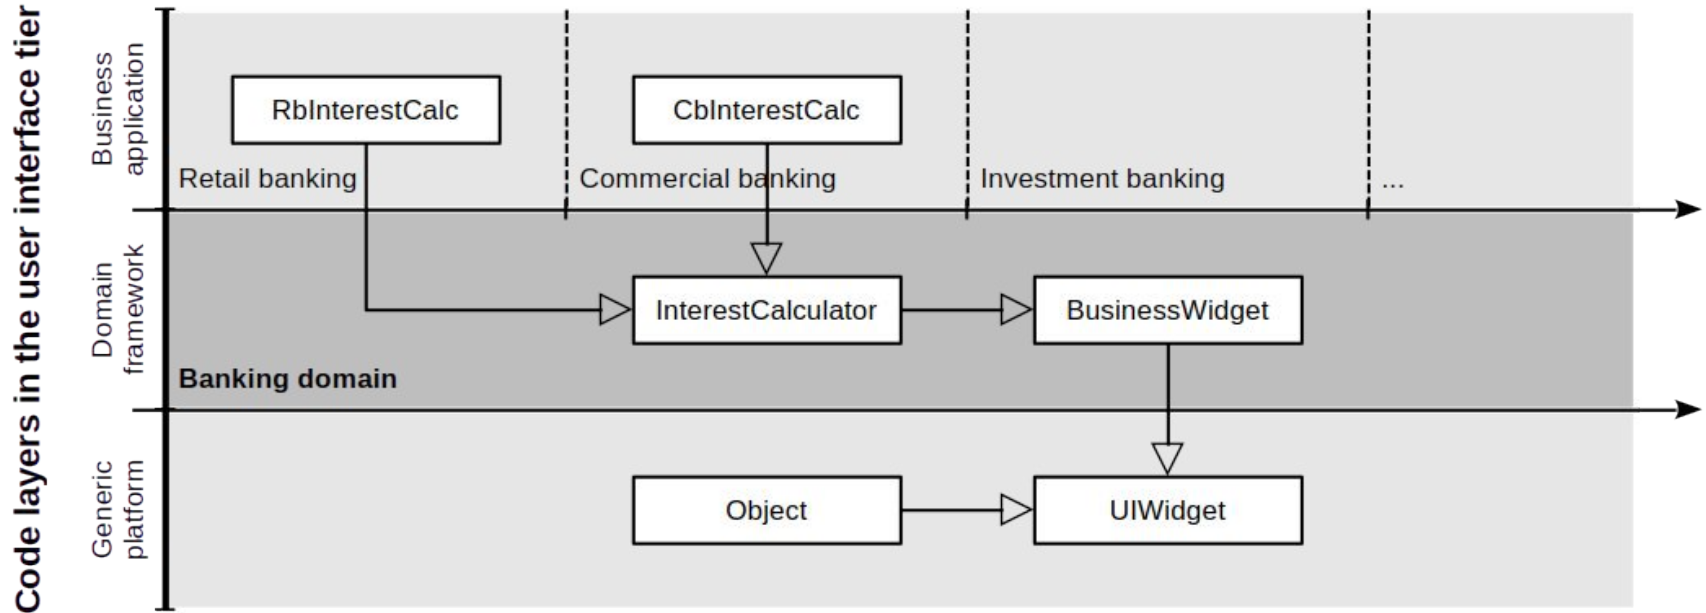 Code layers in the user interface tier
Business
application
RbInterestCalc
CbInterestCalc
Retail banking
Commercial banking
Investment banking
...
Domain
framework
InterestCalculator
BusinessWidget
Banking domain
Generic
platform
Object
UIWidget